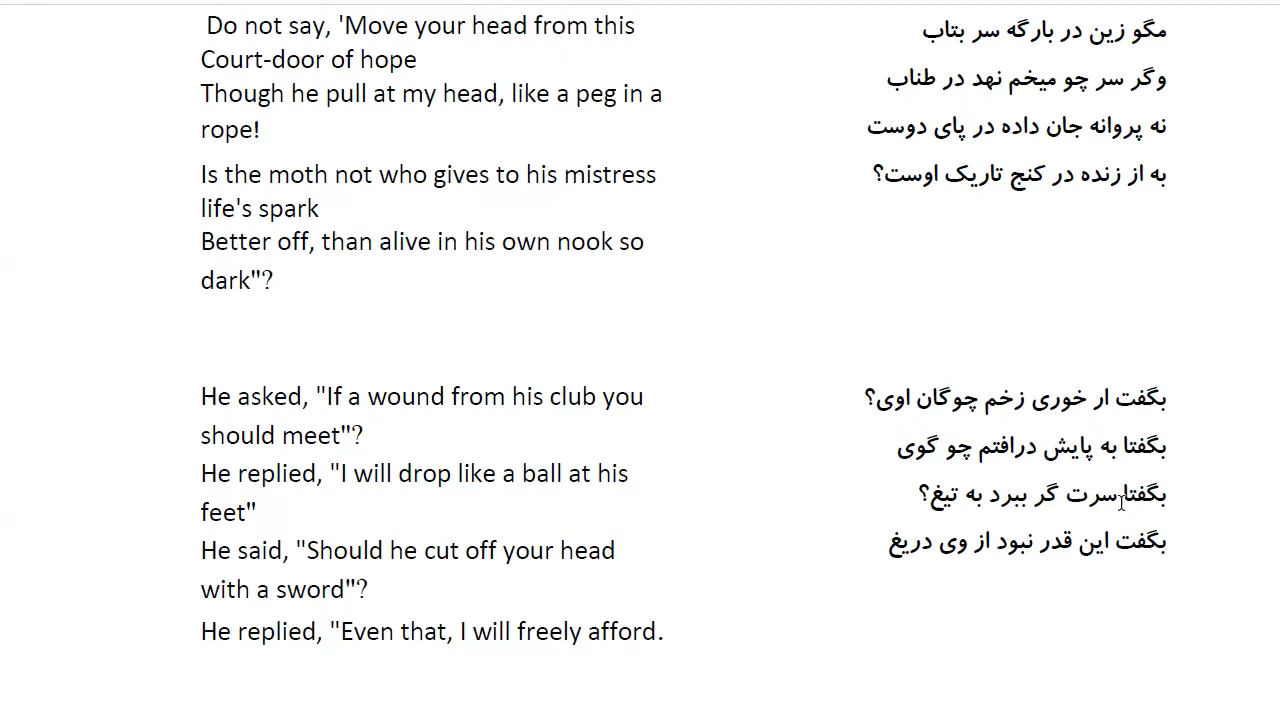 Do not say, 'Move your head from this
Court-door of hope
Though he pull at my head, like a peg in a
rope!
Is the moth not who gives to his mistress
life's spark
Better off, than alive in his own nook so
dark"?
مگو زین در بارگه سر بتاب
وگر سر چو میخم نهد در طناب
نه پروانه جان داده در پای دوست
به از زنده در کنج تاریک اوست؟
He asked, "If a wound from his club you
should meet"?
He replied, "I will drop like a ball at his
feet"
He said, "Should he cut off your head
with a sword"?
He replied, "Even that, I will freely afford.
بگفت ار خوری زخم چوگان اوی؟
بگفتا به پایش درافتم چو گوی
بگفتا سرت گر ببرد به تیغ؟
بگفت این قدر نبود از وی دریغ